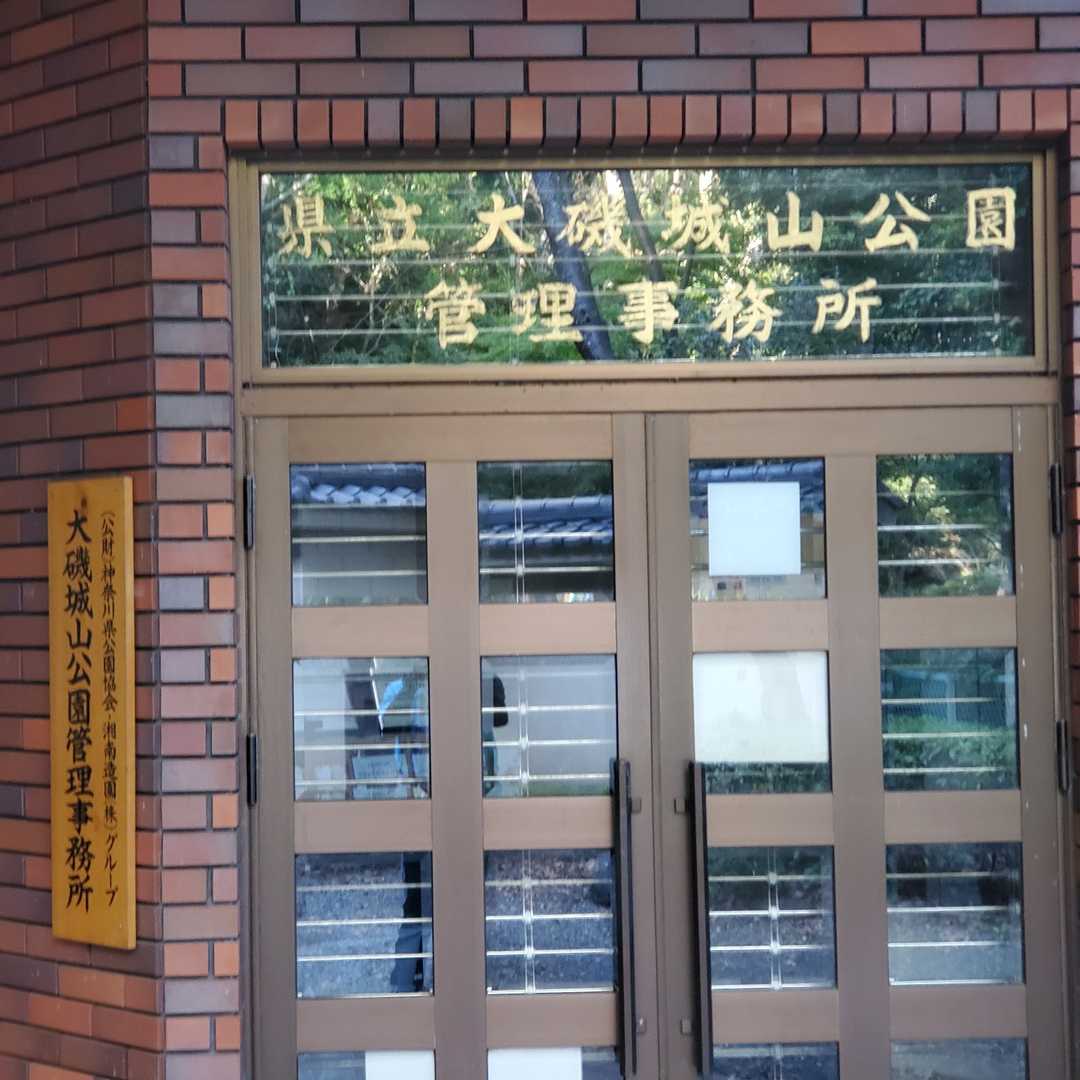 県立大磯城山公園
管理事務所
（公財）神奈川県公園協会・湘南造園（株）グループ
大磯城山公園管理事務所